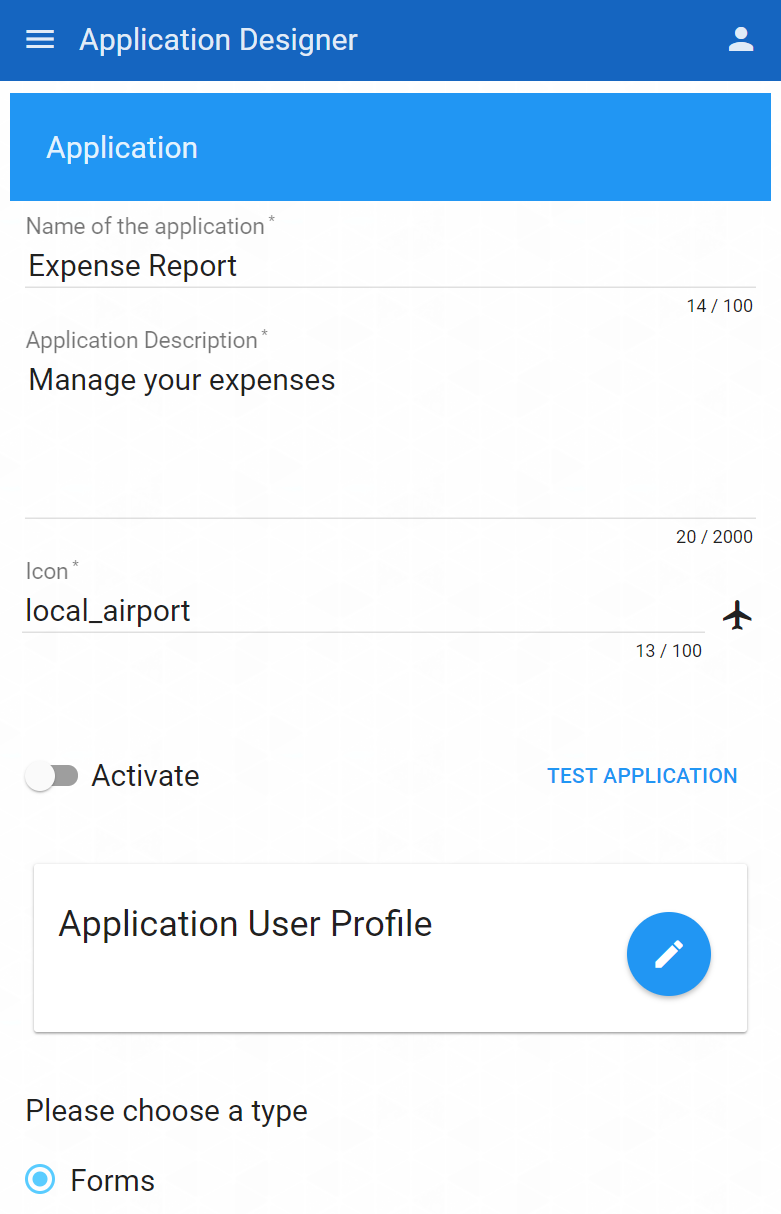 Application Designer
Application
Name of the application *
Expense Report
14 / 100
Application Description *
Manage your expenses
20 / 2000
Icon *
local_airport
13 / 100
Activate
TEST APPLICATION
Application User Profile
Please choose a type
Forms